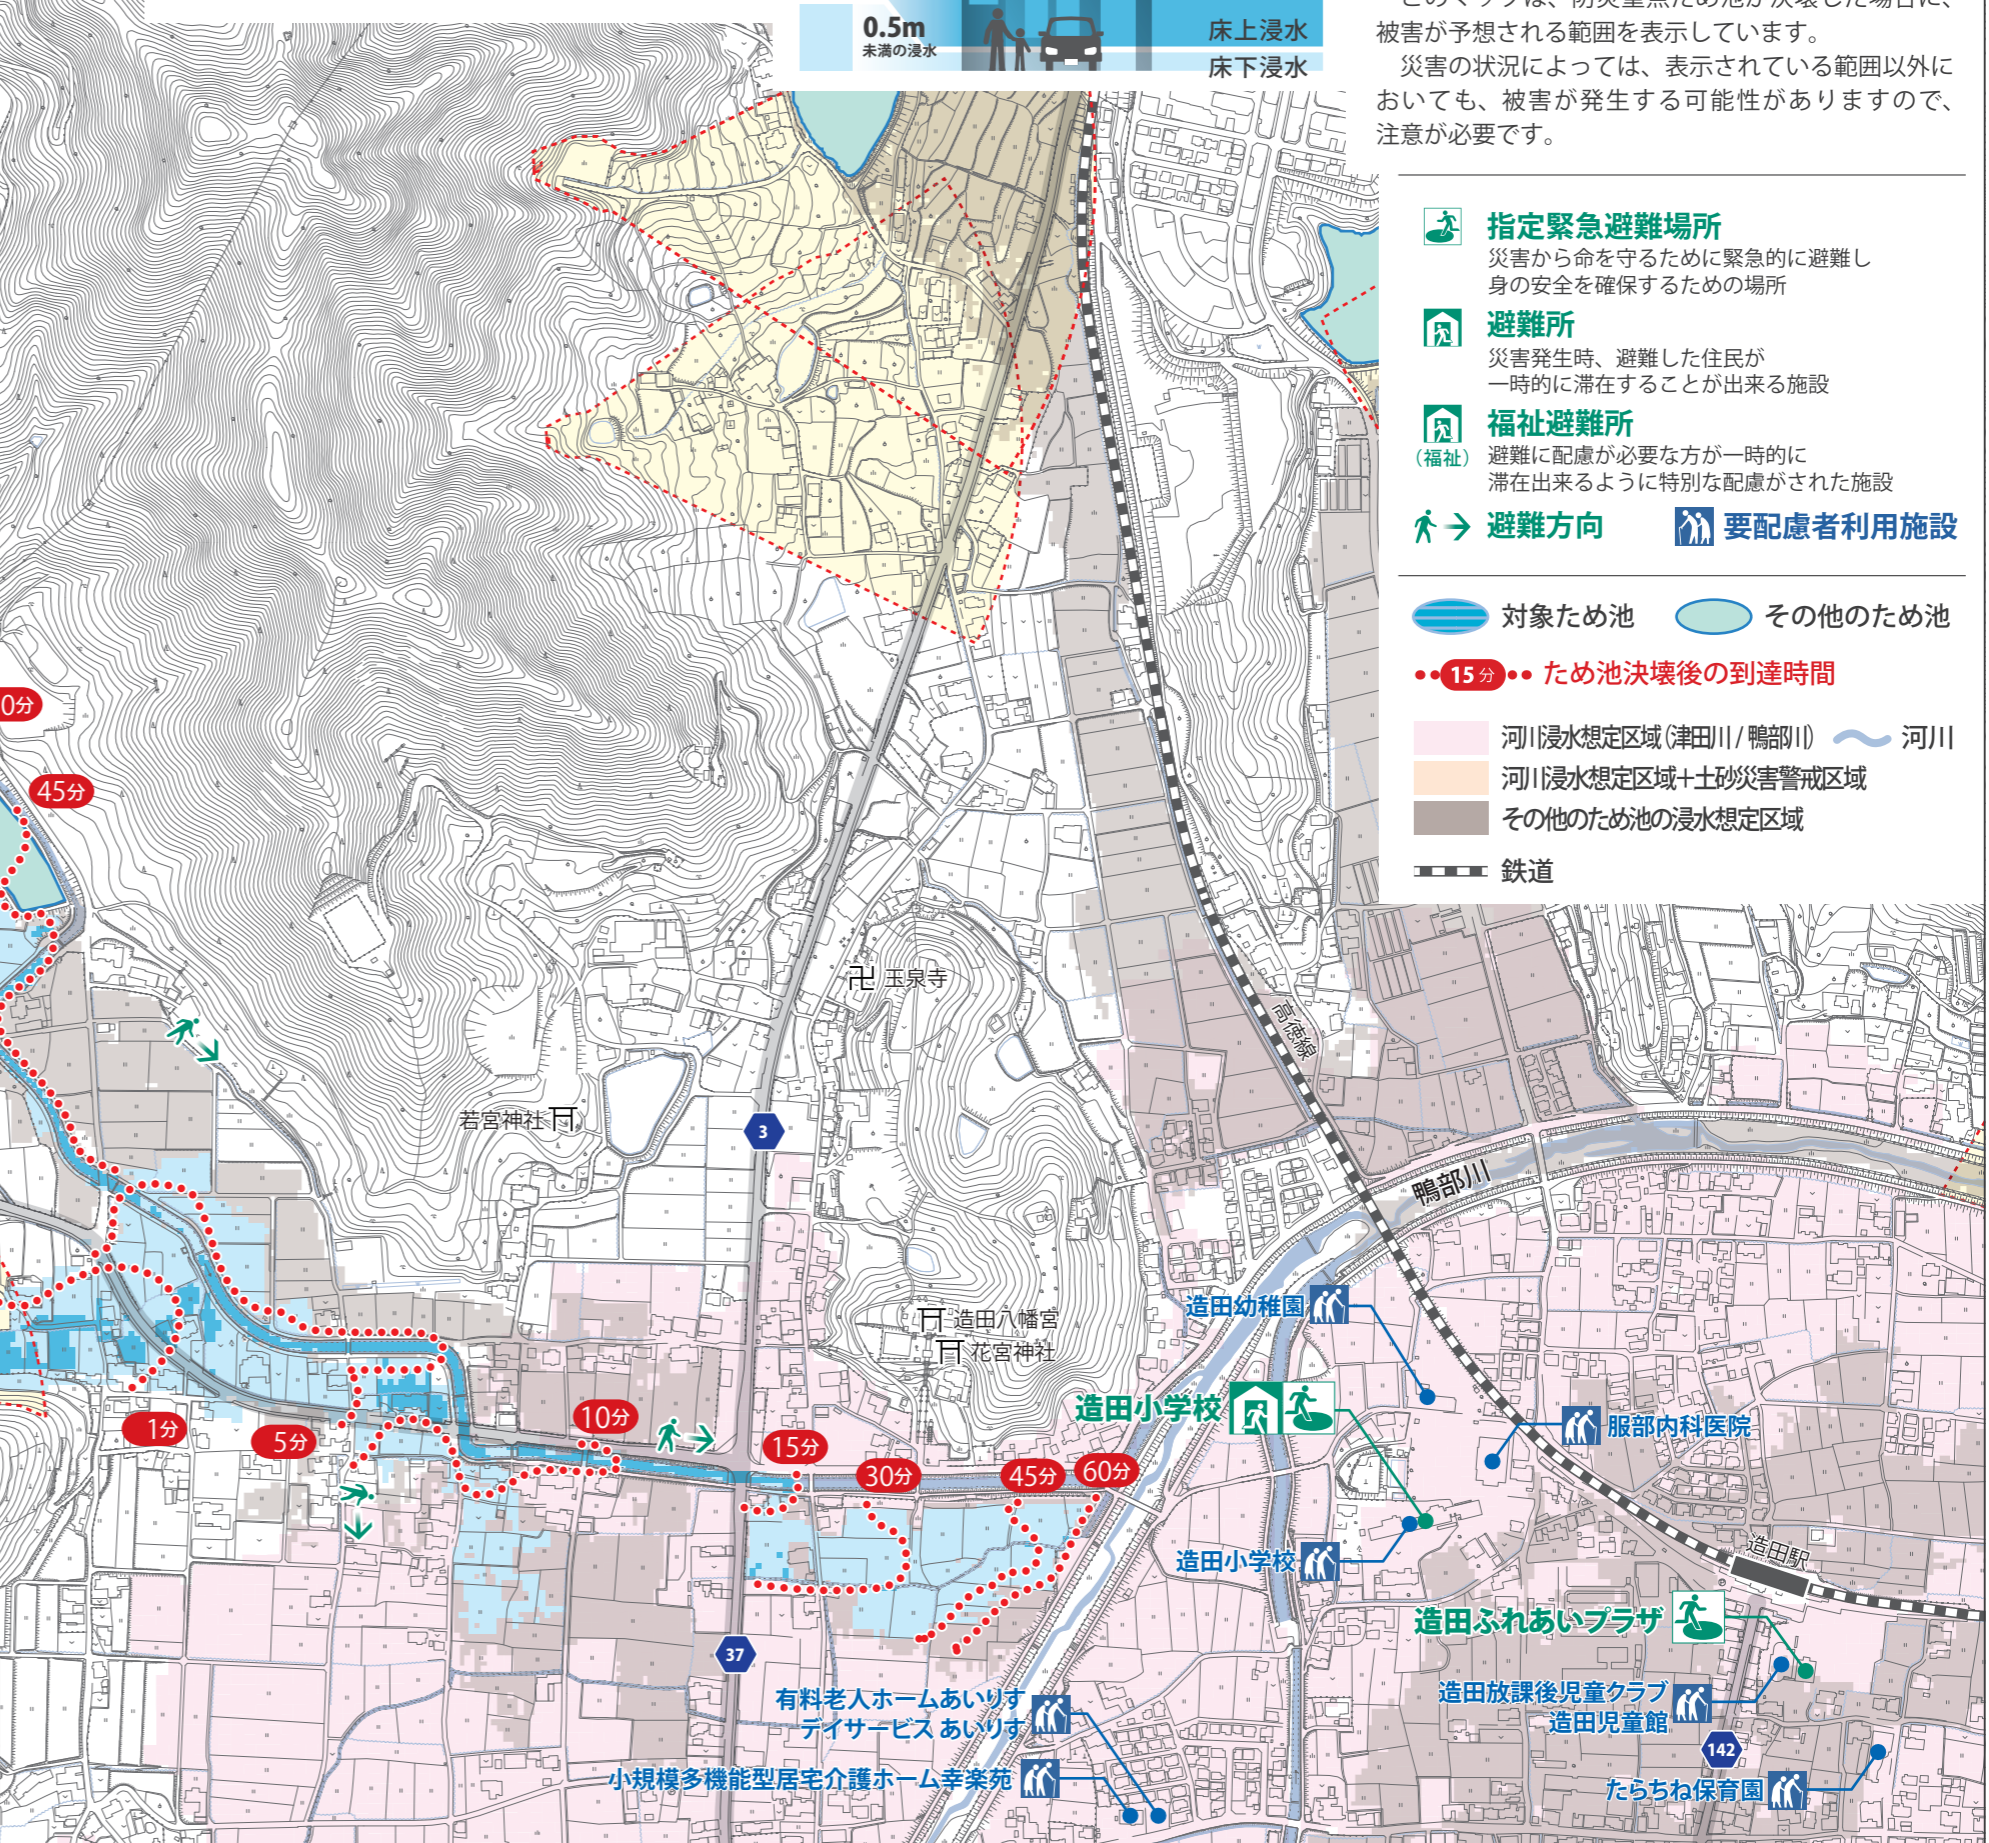 0.5m
未満の浸水
床上浸水
床下浸水
このマップは、防災重点ため池が決壊した場合に、
被害が予想される範囲を表示しています。
災害の状況によっては、表示されている範囲以外に
おいても、被害が発生する可能性がありますので、
注意が必要です。
指定緊急避難場所
災害から命を守るために緊急的に避難し
身の安全を確保するための場所
避難所
災害発生時、避難した住民が
一時的に滞在することが出来る施設
福祉避難所
(福祉)
避難に配慮が必要な方が一時的に
滞在出来るように特別な配慮がされた施設
避難方向
要配慮者利用施設
対象ため池
その他のため池
15分
ため池決壊後の到達時間
河川浸水想定区域(津田川/鴨部川)
河川
河川浸水想定区域+土砂災害警戒区域
その他のため池の浸水想定区域
鉄道
0分
45分
玉泉寺
高徳線
若宮神社
3
鴨部川
造田八幡宮
花宮神社
造田幼稚園
造田小学校
服部内科医院
1分
5分
10分
15分
30分
45分
60分
造田小学校
造田駅
造田ふれあいプラザ
37
有料老人ホームあいりす
デイサービス あいりす
造田放課後児童クラブ
造田児童館
142
小規模多機能型居宅介護ホーム幸楽苑
たらちね保育園